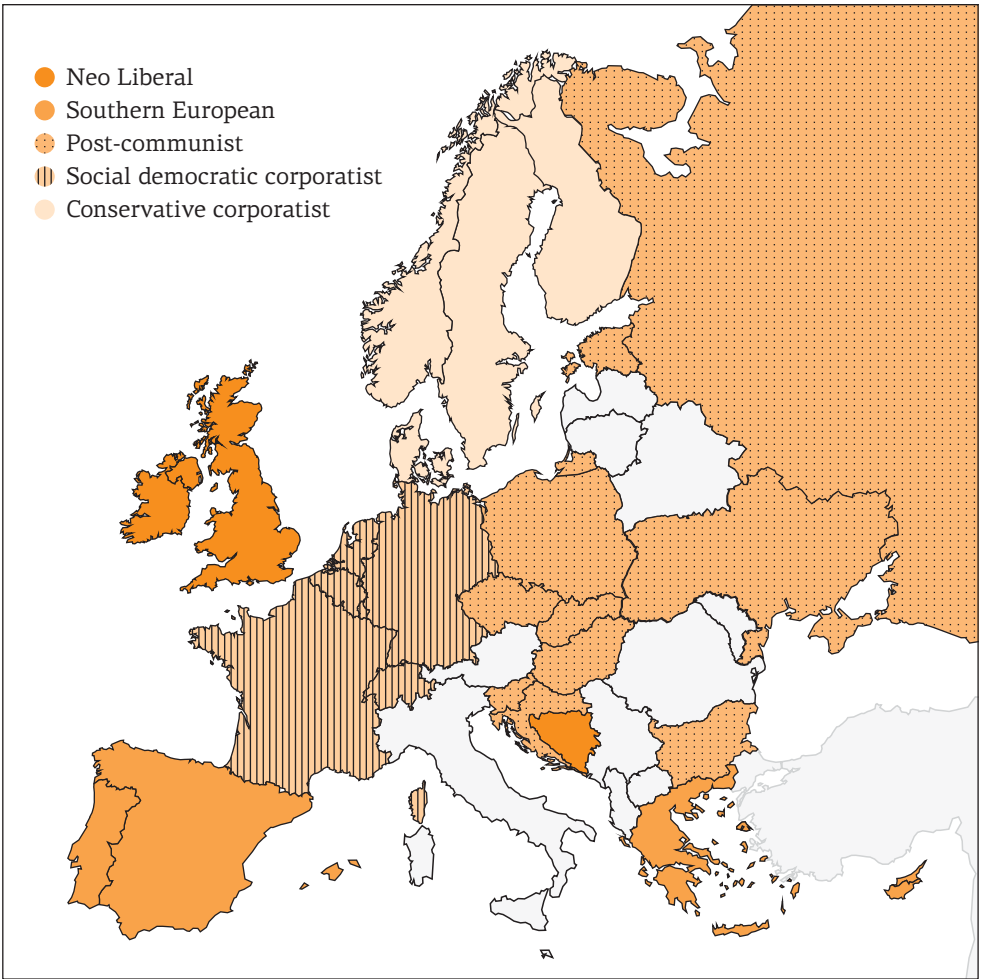 Neo Liberal
Southern European
Post-communist
Social democratic corporatist
Conservative corporatist